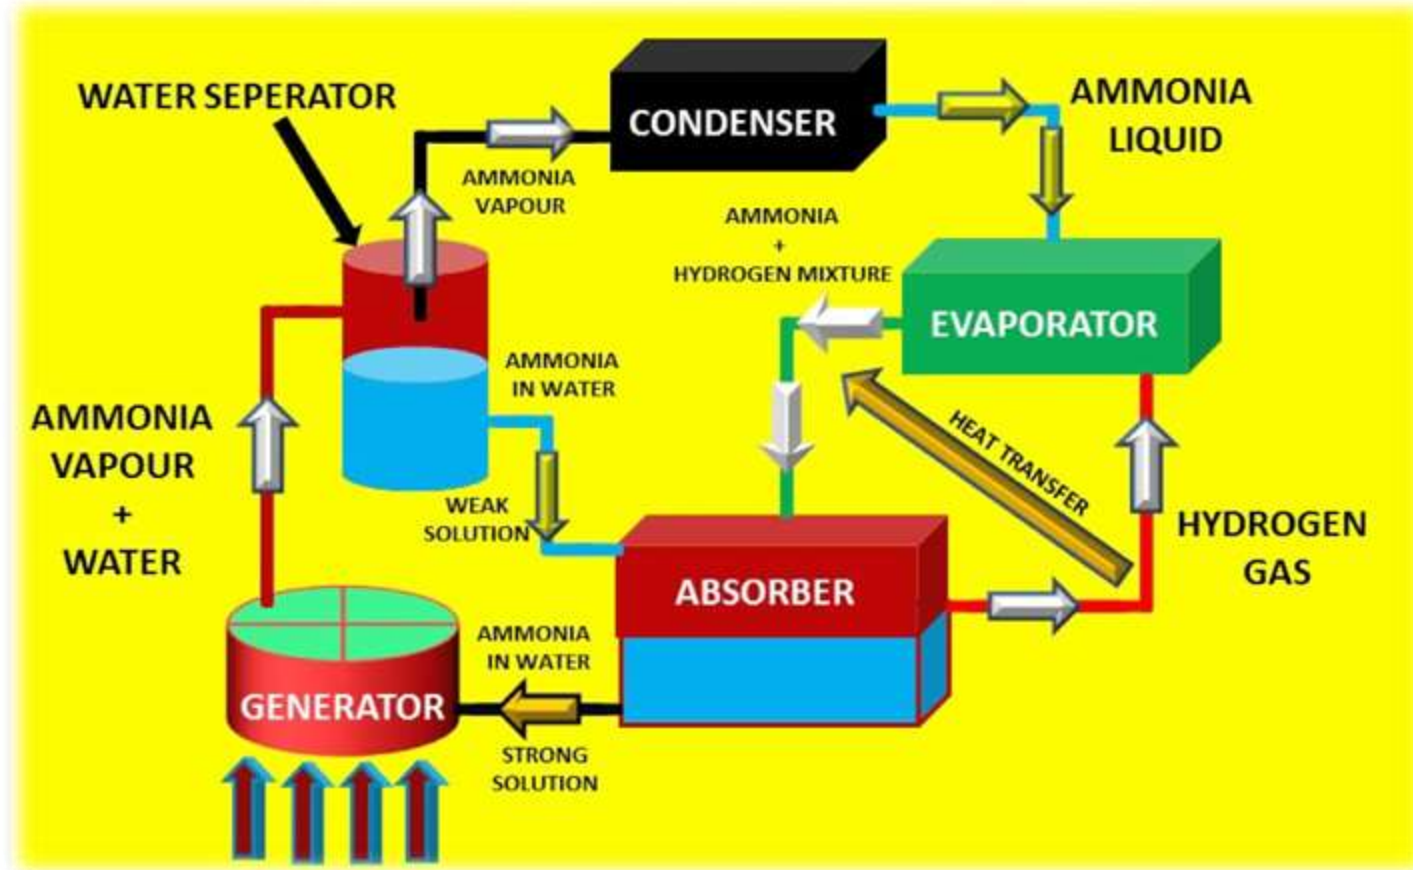 WATER SEPERATOR
CONDENSER
AMMONIA
LIQUID
AMMONIA
VAPOUR
AMMONIA
+
HYDROGEN MIXTURE
EVAPORATOR
AMMONIA
IN WATER
AMMONIA
VAPOUR
+
WATER
HEAT TRANSFER
WEAK
SOLUTION
HYDROGEN
GAS
ABSORBER
AMMONIA
IN WATER
GENERATOR
STRONG
SOLUTION